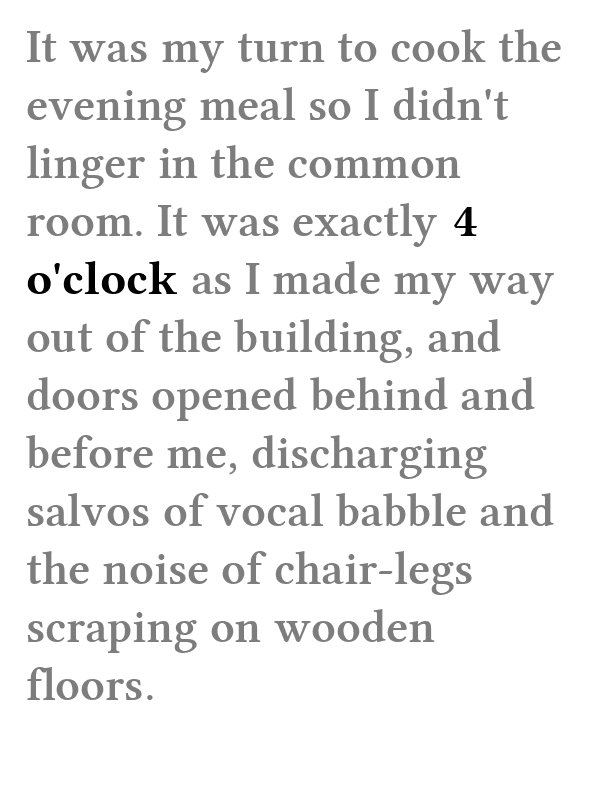 It was my turn to cook the
evening meal so I didn't
linger in the common
room. It was exactly 4
o'clock as I made my way
out of the building, and
doors opened behind and
before me, discharging
salvos of vocal babble and
the noise of chair-legs
scraping on wooden
floors.